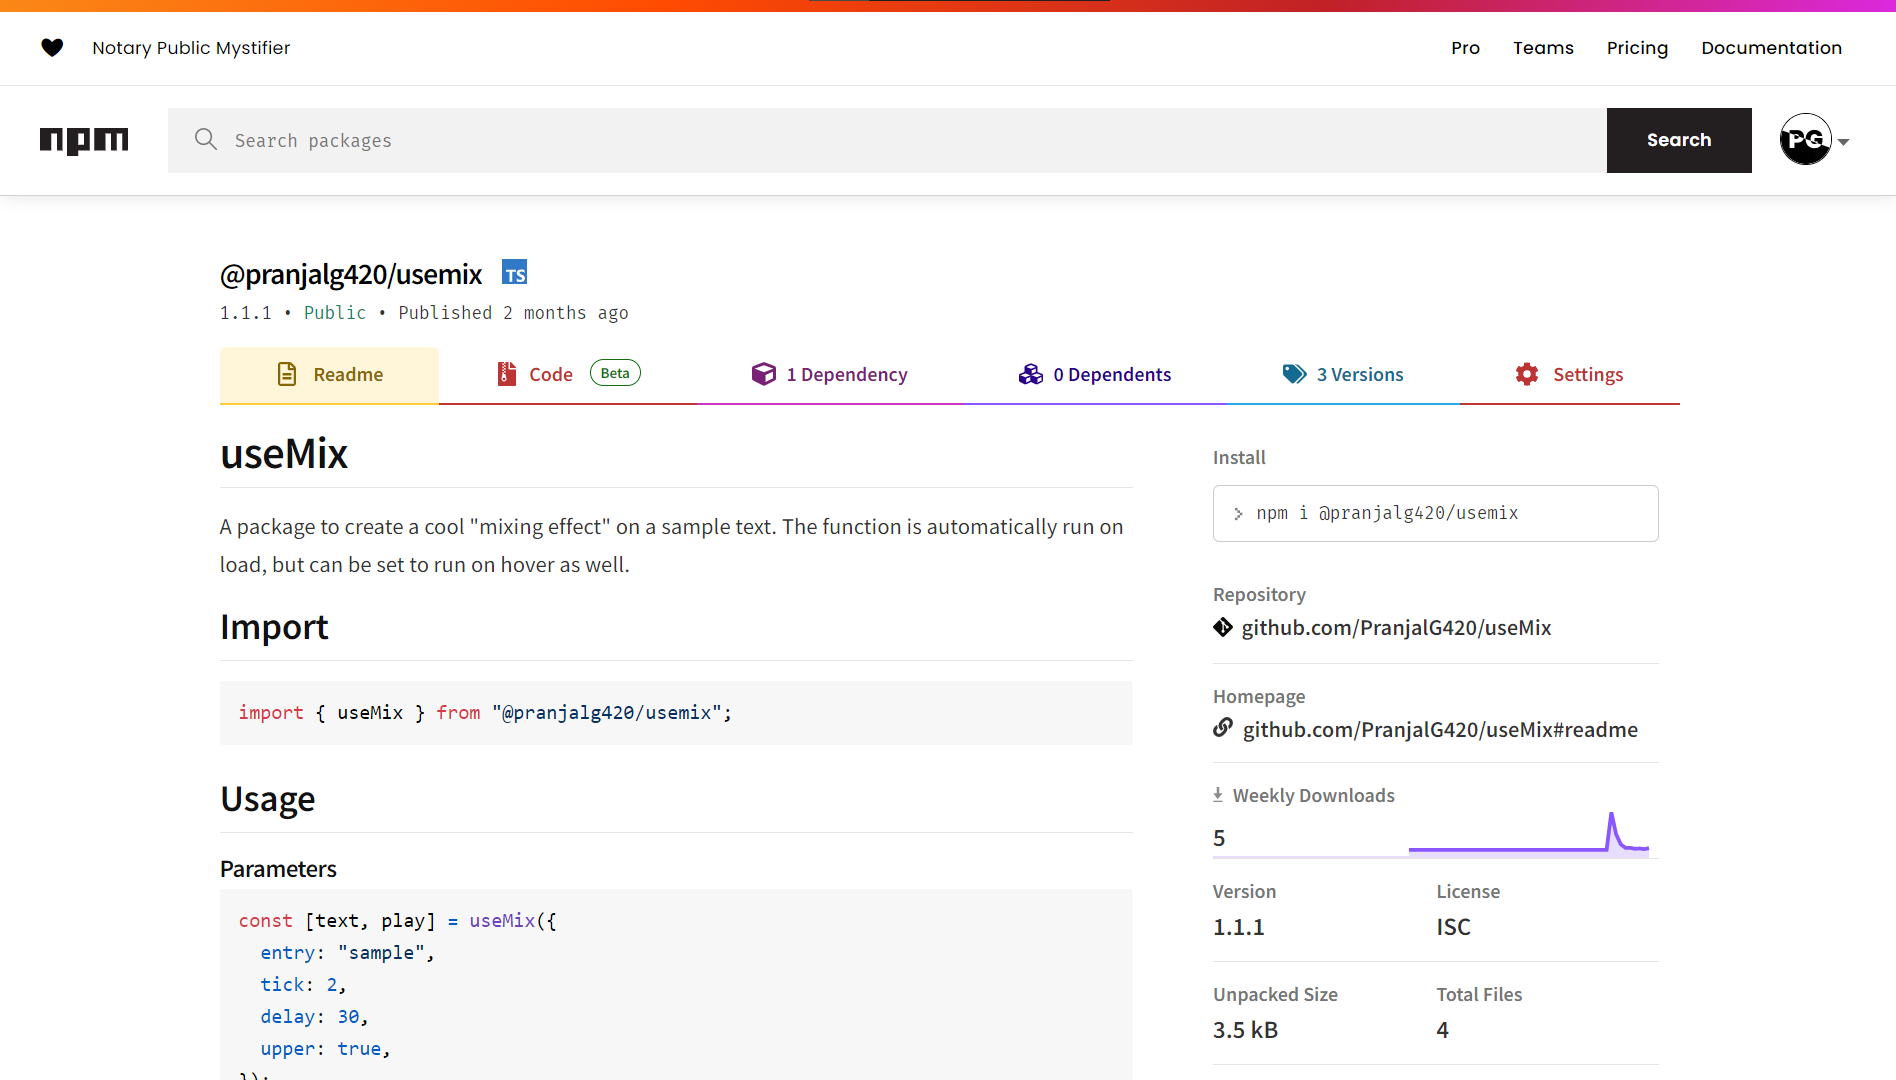 Notary Public Mystifier
Pro Teams Pricing Documentation
npm
Search packages
Search
PG
@pranjalg420/usemix TS
1.1.1 • Public • Published 2 months ago
Readme
Code Beta
1 Dependency
0 Dependents
3 Versions
Settings
useMix
A package to create a cool "mixing effect" on a sample text. The function is automatically run on
load, but can be set to run on hover as well.
Import
import { useMix } from "@pranjalg420/usemix";
Usage
Parameters
const [text, play] = useMix({
entry: "sample",
tick: 2,
delay: 30,
upper: true,
});
Install
> npm i @pranjalg420/usemix
Repository
github.com/PranjalG420/useMix
Homepage
github.com/PranjalG420/useMix#readme
Weekly Downloads
5
Version License
1.1.1 ISC
Unpacked Size Total Files
3.5 kB 4